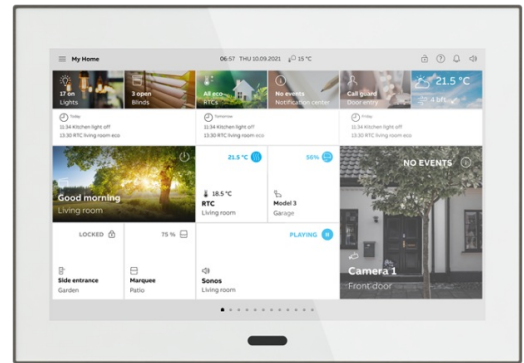 My Home
06:57 THU 10.09.2021 15 °C
17 on
Lights
3 open
Blinds
All eco
RTCs
No events
Notification center
Call guard
Door entry
21.5 °C
Today
11:34 Kitchen light off
13:30 RTC living room eco
Tomorrow
11:34 Kitchen light off
13:30 RTC living room eco
Friday
11:34 Kitchen light off
13:30 RTC living room eco
Good morning
Living room
21.5 °C
18.5 °C
RTC
Living room
56%
Model 3
Garage
NO EVENTS
Camera 1
Front door
LOCKED
Side entrance
Garden
75 %
Marquee
Patio
PLAYING
Sonos
Living room